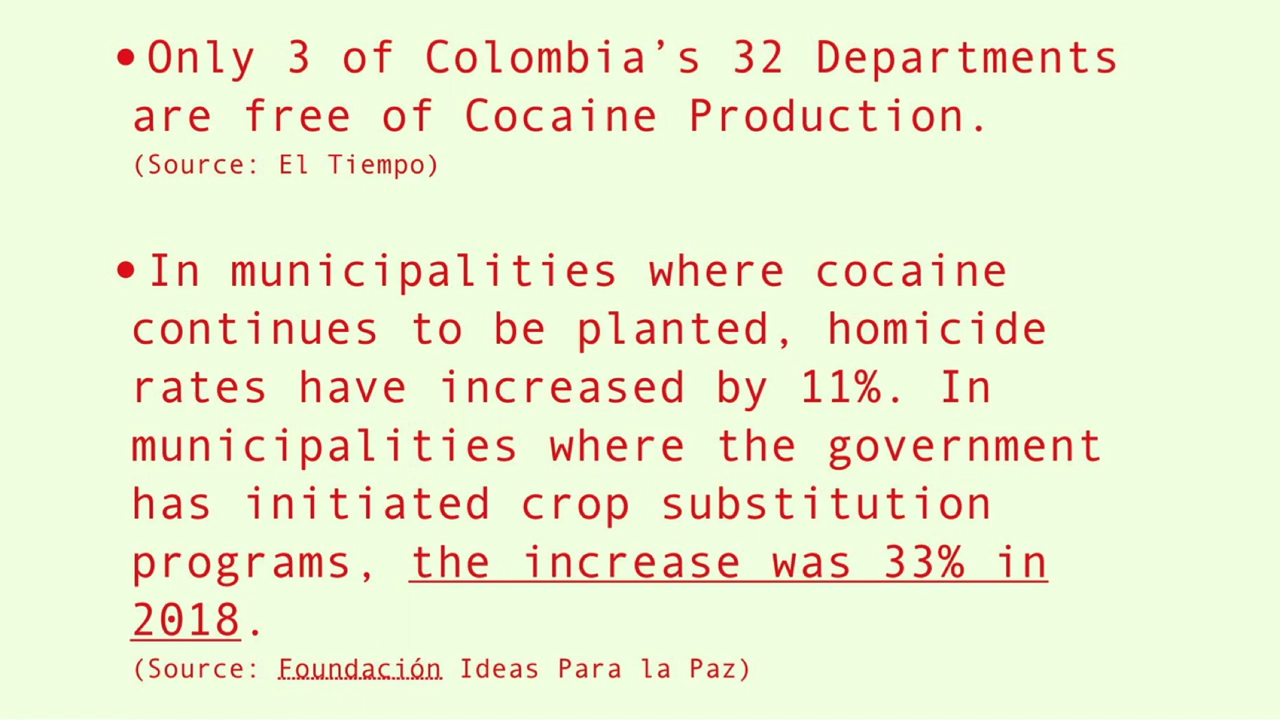 •Only 3 of Colombia’s 32 Departments
are free of Cocaine Production.
(Source: El Tiempo)
•In municipalities where cocaine
continues to be planted, homicide
rates have increased by 11%. In
municipalities where the government
has initiated crop substitution
programs, the increase was 33% in
2018.
(Source: Foundación Ideas Para la Paz)